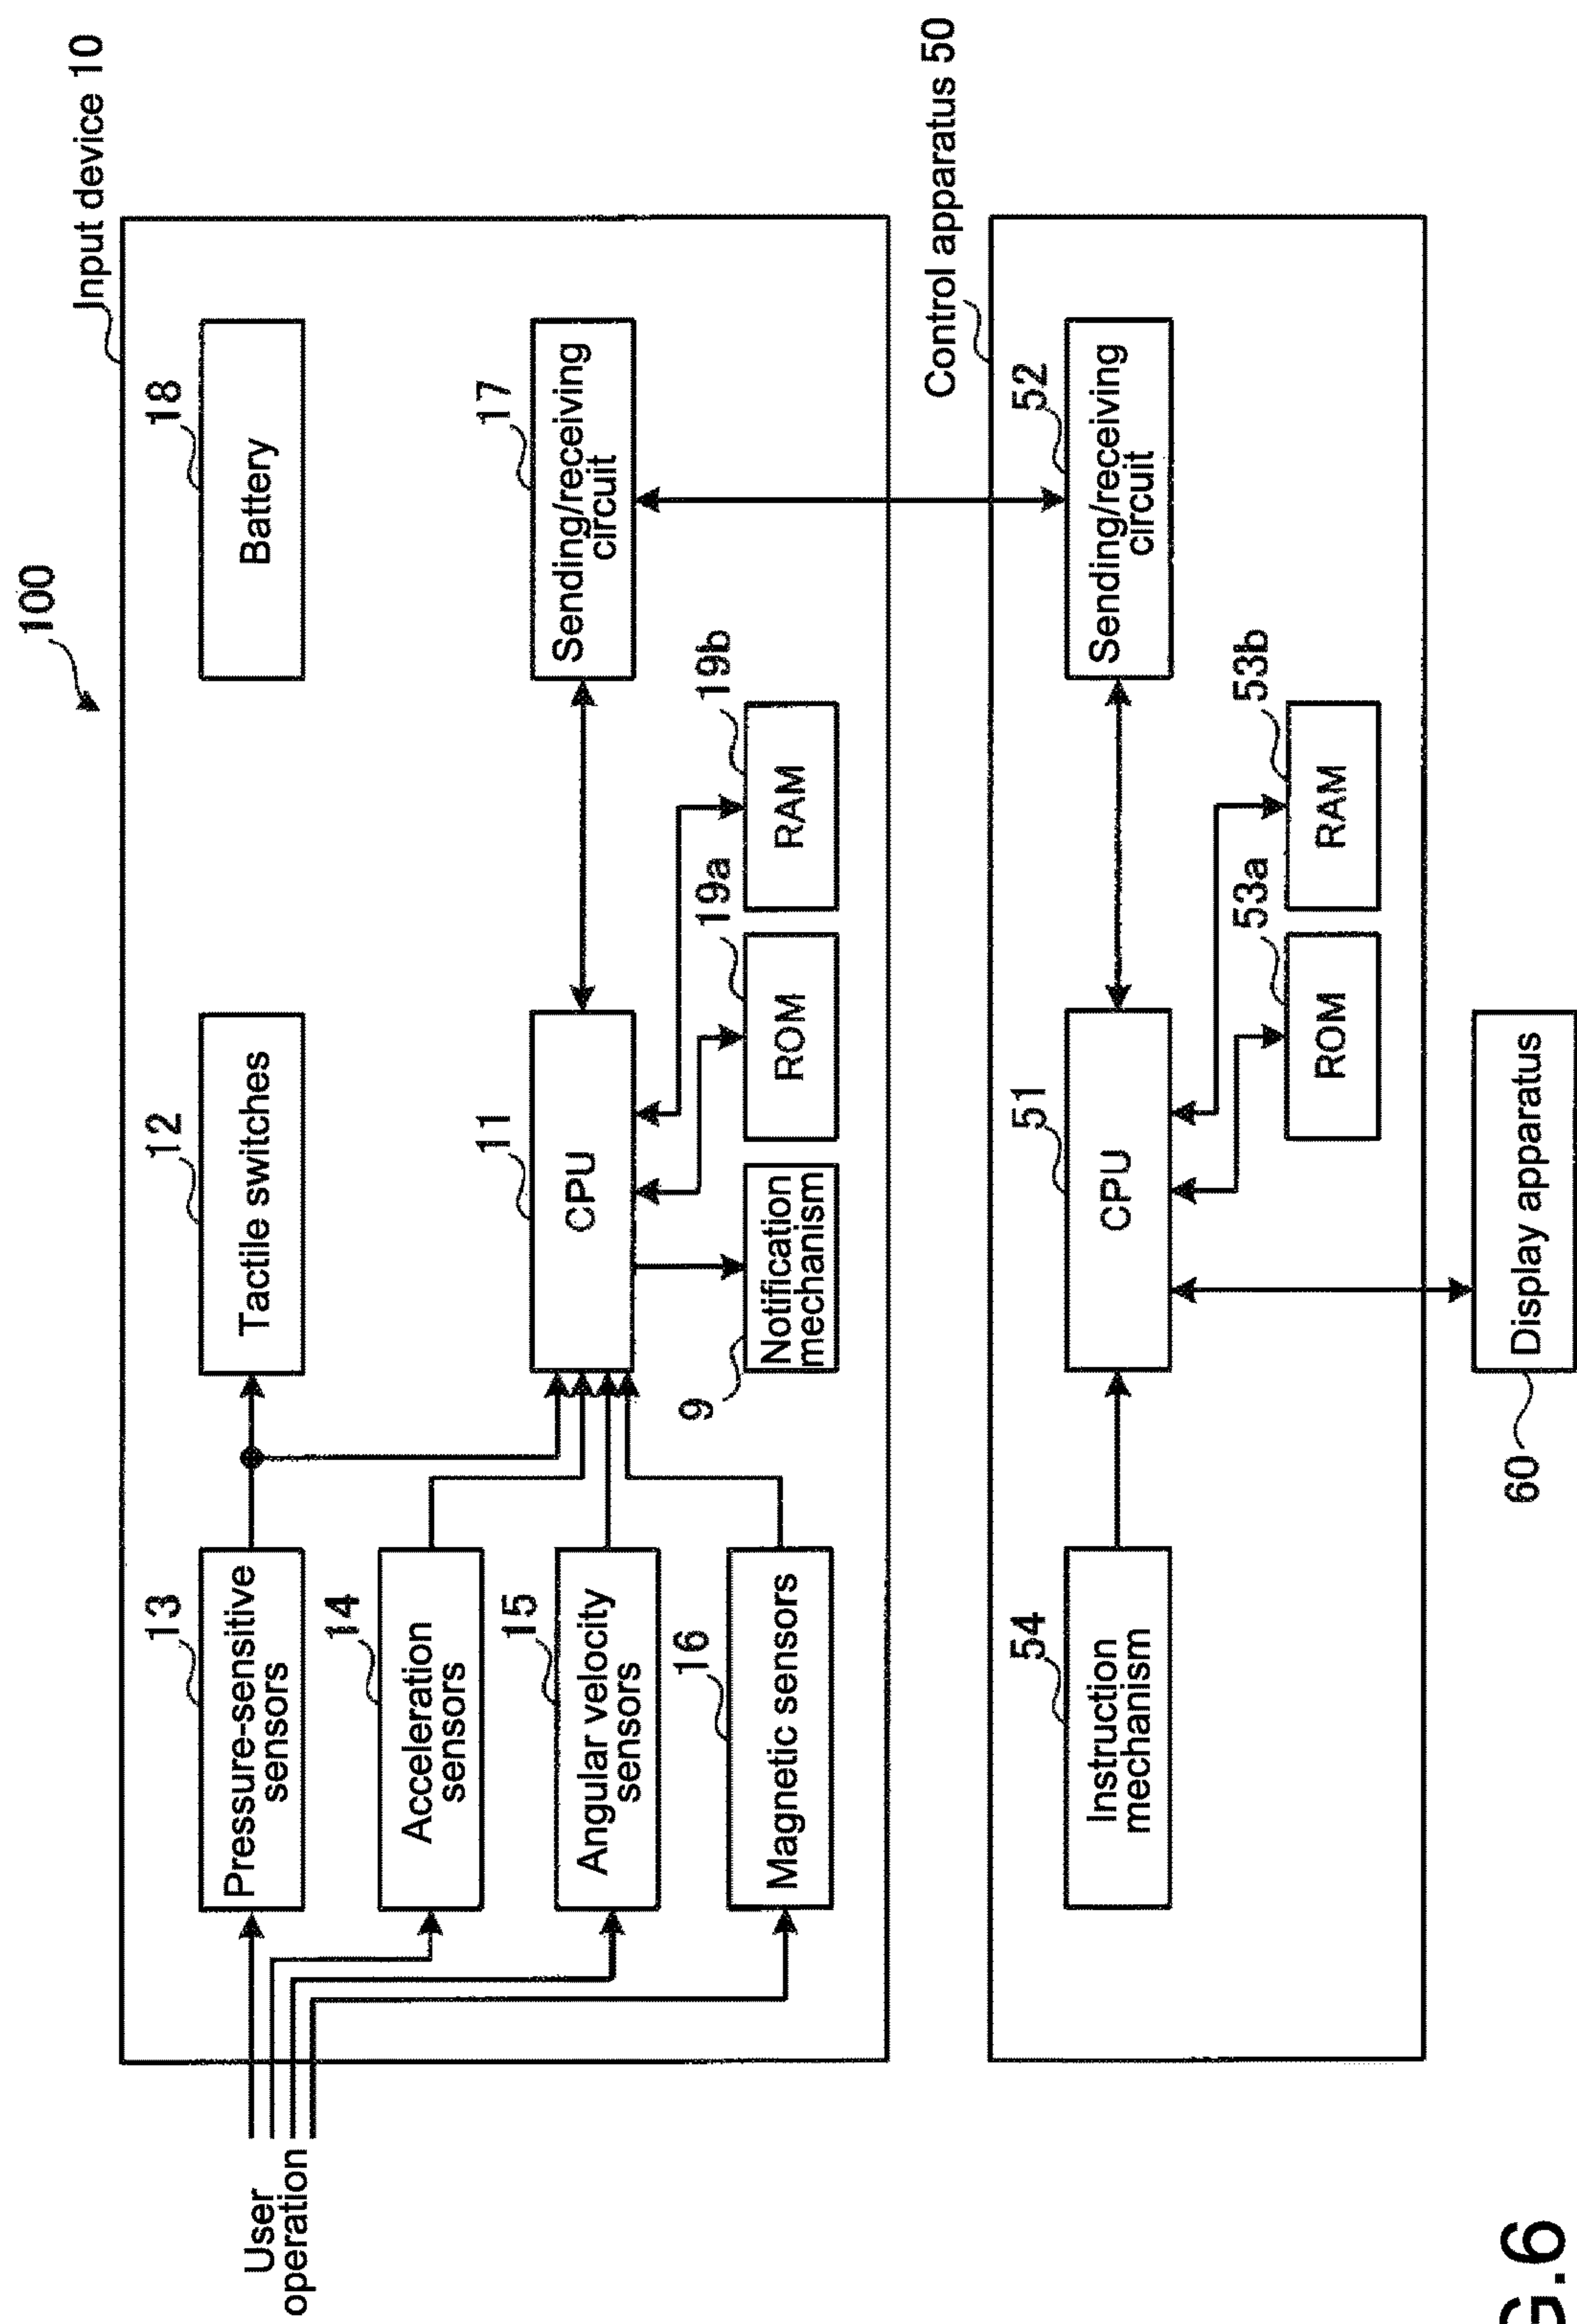 100
Input device 10
13
Pressure-sensitive
sensors
12
Tactile switches
18
Battery
14
Acceleration
sensors
User
operation
15
Angular velocity
sensors
11
CPU
17
Sending/receiving
circuit
16
Magnetic sensors
9
Notification
mechanism
19a
ROM
19b
RAM
Control apparatus 50
54
Instruction
mechanism
51
CPU
52
Sending/receiving
circuit
53a
ROM
53b
RAM
60
Display apparatus
G.6